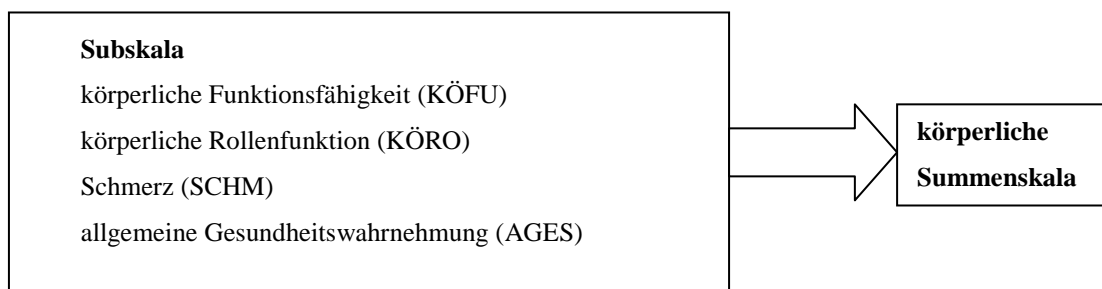 Subskala
körperliche Funktionsfähigkeit (KÖFU)
körperliche Rollenfunktion (KÖRO)
Schmerz (SCHM)
allgemeine Gesundheitswahrnehmung (AGES)
körperliche
Summenskala